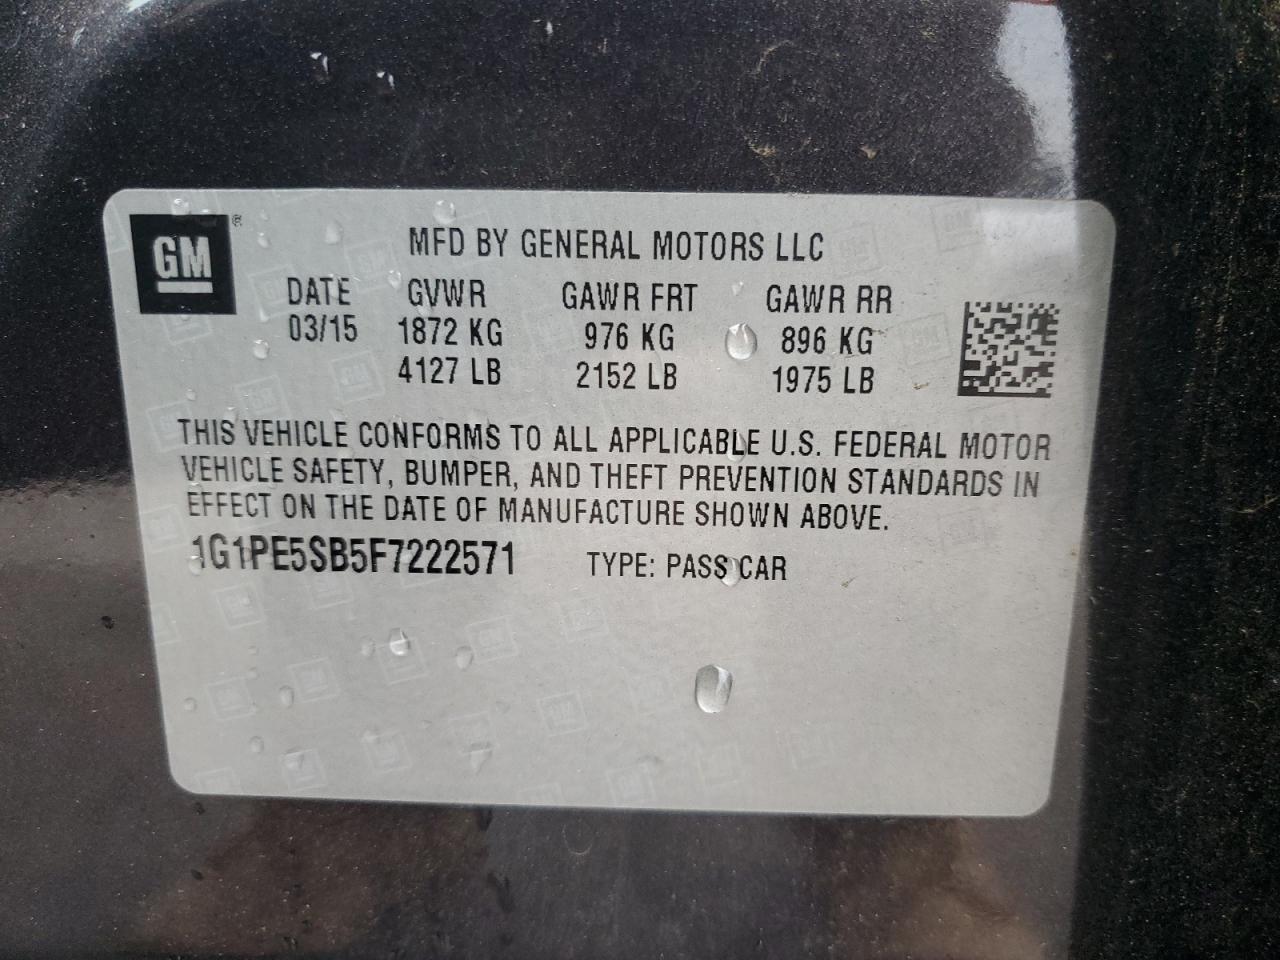 GM ®
MFD BY GENERAL MOTORS LLC
DATE GVWR GAWR FRT GAWR RR
03/15 1872 KG 976 KG 896 KG
4127 LB 2152 LB 1975 LB
THIS VEHICLE CONFORMS TO ALL APPLICABLE U.S. FEDERAL MOTOR
VEHICLE SAFETY, BUMPER, AND THEFT PREVENTION STANDARDS IN
EFFECT ON THE DATE OF MANUFACTURE SHOWN ABOVE.
1G1PE5SB5F7222571 TYPE: PASS CAR